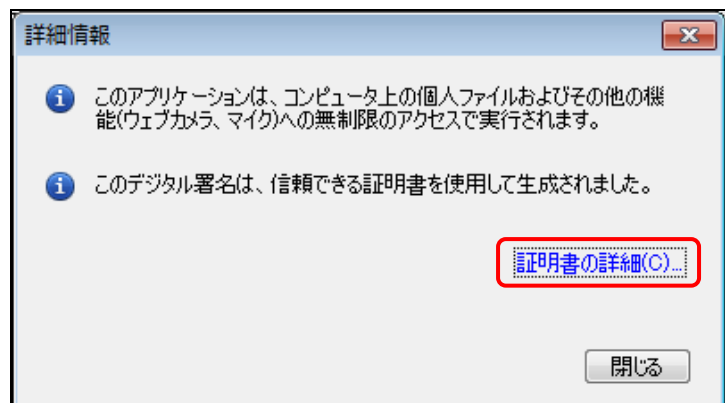 詳細情報
このアプリケーションは、コンピュータ上の個人ファイルおよびその他の機
能(ウェブカメラ、マイク)への無制限のアクセスで実行されます。
このデジタル署名は、信頼できる証明書を使用して生成されました。
証明書の詳細(C)...
閉じる